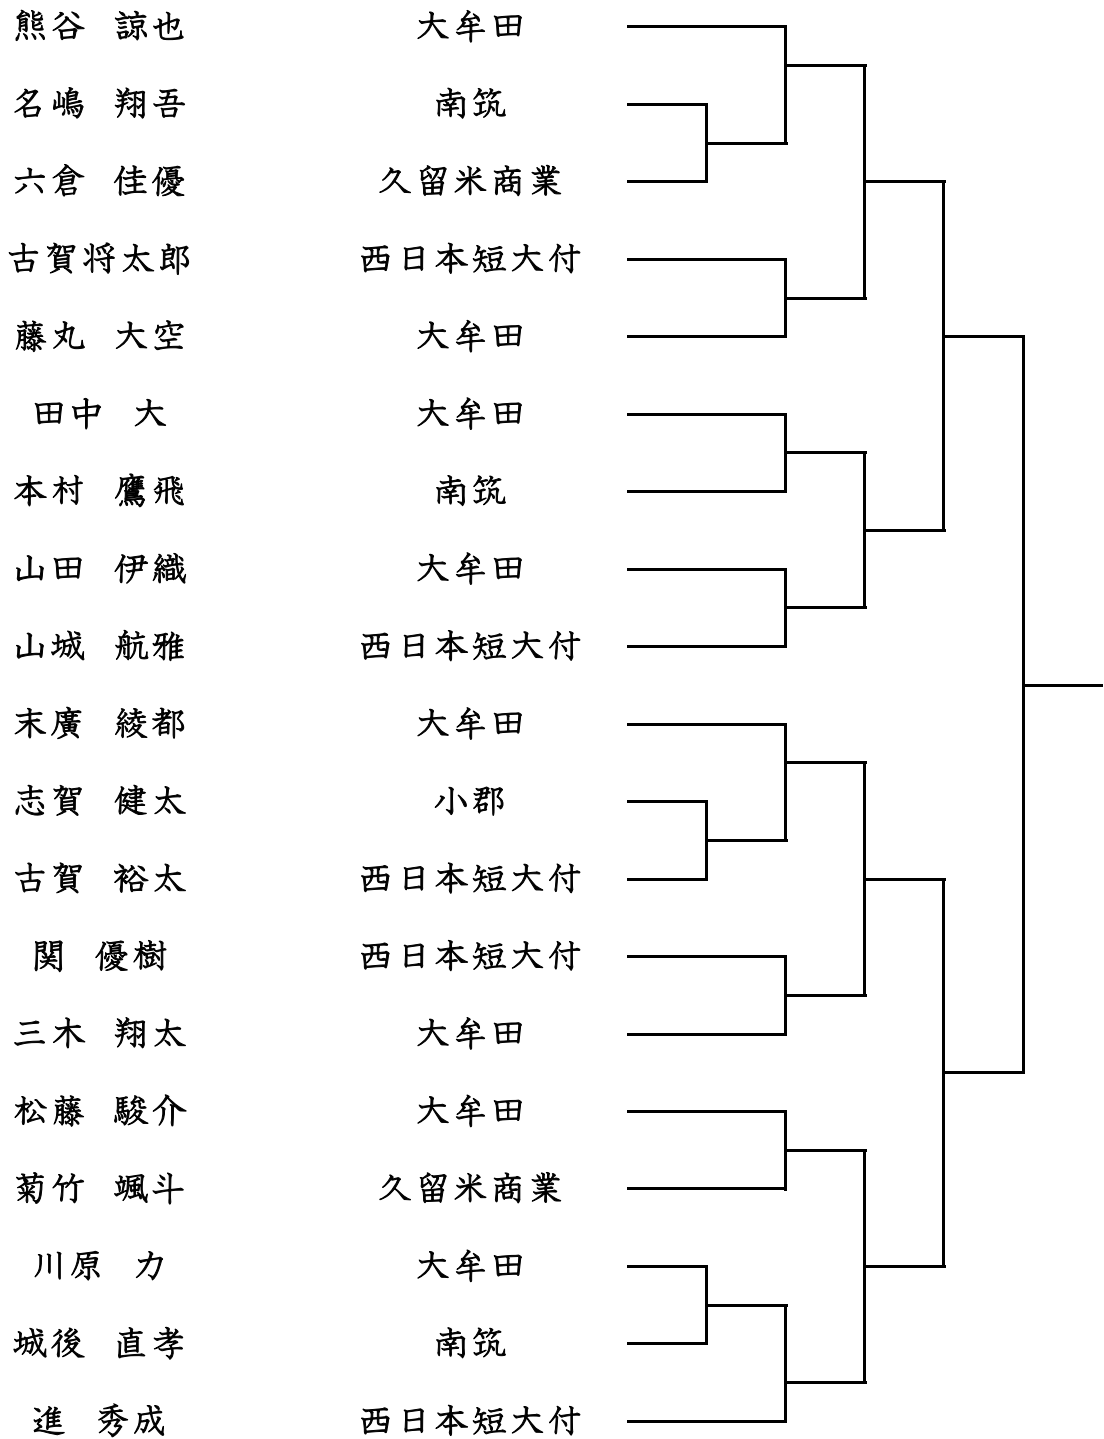 熊谷 諒也 大牟田
名嶋 翔吾 南筑
六倉 佳優 久留米商業
古賀将太郎 西日本短大付
藤丸 大空 大牟田
田中 大 大牟田
本村 鷹飛 南筑
山田 伊織 大牟田
山城 航雅 西日本短大付
末廣 綾都 大牟田
志賀 健太 小郡
古賀 裕太 西日本短大付
関 優樹 西日本短大付
三木 翔太 大牟田
松藤 駿介 大牟田
菊竹 颯斗 久留米商業
川原 力 大牟田
城後 直孝 南筑
進 秀成 西日本短大付